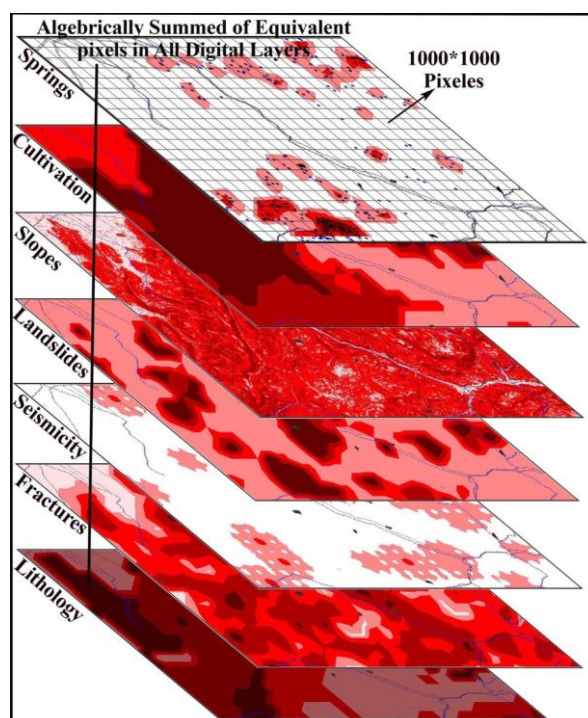 Algebrically Summed of Equivalent
pixels in All Digital Layers
1000*1000
Pixeles
Springs
Cultivation
Slopes
Landslides
Seismicity
Fractures
Lithology